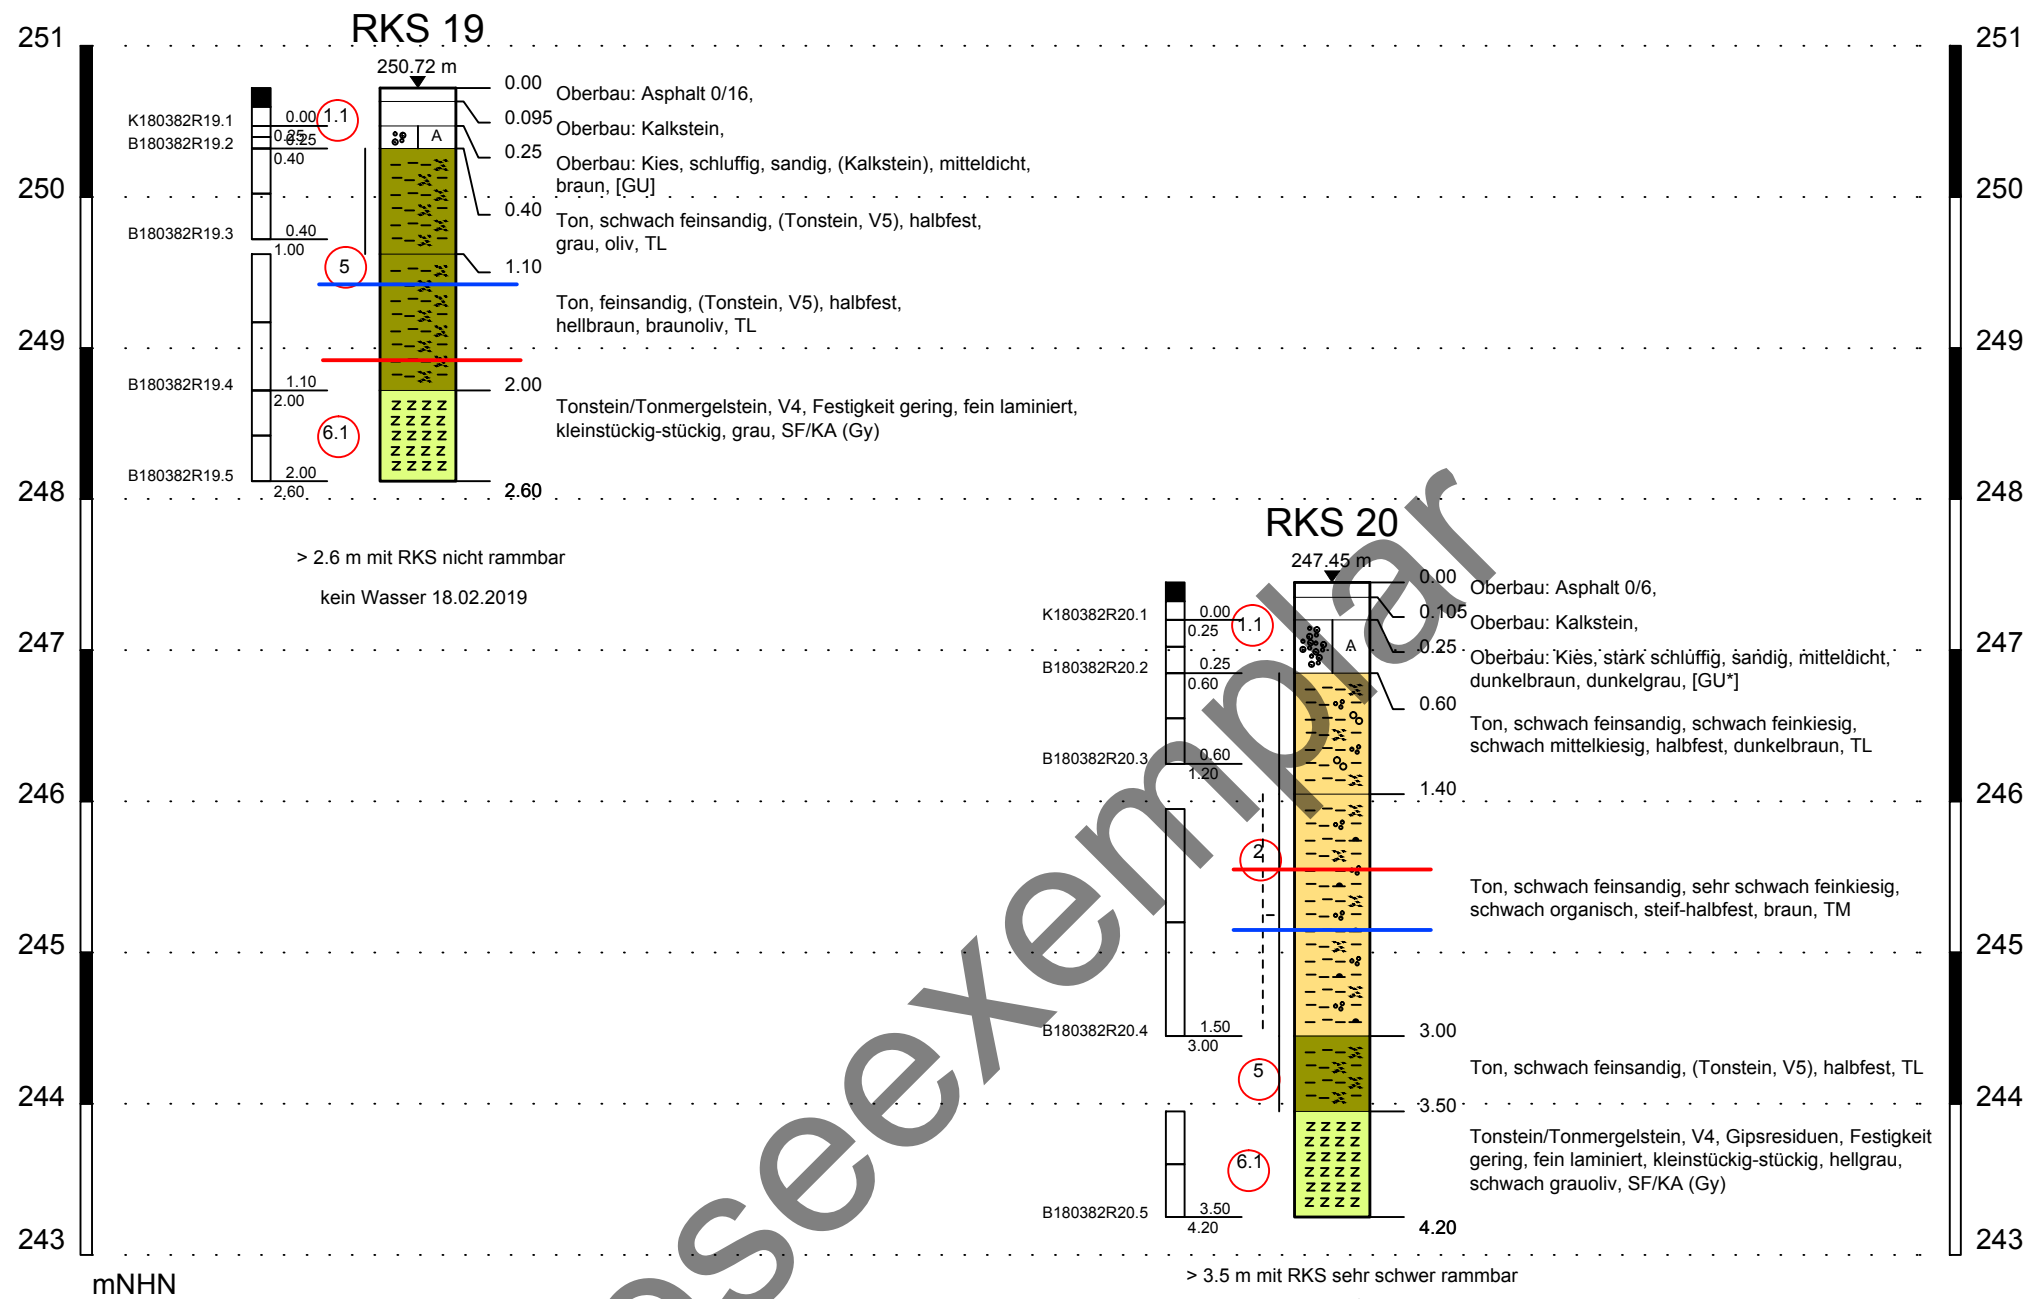 RKS 19
251
251
250.72 m
0.00
Oberbau: Asphalt 0/16,
K180382R19.1
0.00
1.1
0.095
Oberbau: Kalkstein,
0.25
B180382R19.2
0.25
A
0.25
0.40
Oberbau: Kies, schluffig, sandig, (Kalkstein), mitteldicht,
braun, [GU]
250
250
0.40
Ton, schwach feinsandig, (Tonstein, V5), halbfest,
grau, oliv, TL
B180382R19.3
0.40
1.00
5
1.10
Ton, feinsandig, (Tonstein, V5), halbfest,
hellbraun, braunoliv, TL
249
249
B180382R19.4
1.10
2.00
2.00
Tonstein/Tonmergelstein, V4, Festigkeit gering, fein laminiert,
kleinstückig-stückig, grau, SF/KA (Gy)
6.1
B180382R19.5
2.00
2.60
2.60
248
248
> 2.6 m mit RKS nicht rammbar
kein Wasser 18.02.2019
RKS 20
247.45 m
0.00
Oberbau: Asphalt 0/6,
K180382R20.1
0.00
0.25
1.1
0.105
Oberbau: Kalkstein,
247
247
A
0.25
Oberbau: Kies, stark schluffig, sandig, mitteldicht,
dunkelbraun, dunkelgrau, [GU*]
B180382R20.2
0.25
0.60
0.60
Ton, schwach feinsandig, schwach feinkiesig,
schwach mittelkiesig, halbfest, dunkelbraun, TL
B180382R20.3
0.60
1.20
246
246
1.40
2
Ton, schwach feinsandig, sehr schwach feinkiesig,
schwach organisch, steif-halbfest, braun, TM
245
245
B180382R20.4
1.50
3.00
3.00
5
Ton, schwach feinsandig, (Tonstein, V5), halbfest, TL
244
244
3.50
Tonstein/Tonmergelstein, V4, Gipsresiduen, Festigkeit
gering, fein laminiert, kleinstückig-stückig, hellgrau,
schwach grauoliv, SF/KA (Gy)
6.1
B180382R20.5
3.50
4.20
4.20
243
243
mNHN
> 3.5 m mit RKS sehr schwer rammbar
seexemplar